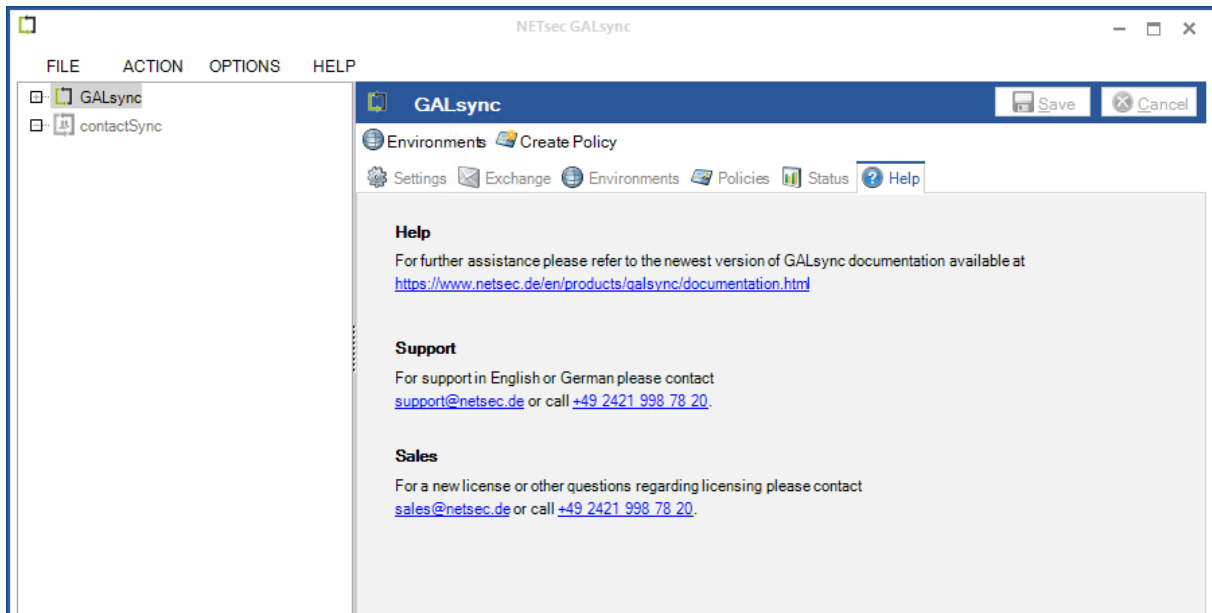 NETsec GALsync
FILE ACTION OPTIONS HELP
GALsync
contactSync
GALsync
Save Cancel
Environments Create Policy
Settings Exchange Environments Policies Status Help
Help
For further assistance please refer to the newest version of GALsync documentation available at
https://www.netsec.de/en/products/galsync/documentation.html
Support
For support in English or German please contact
support@netsec.de or call +49 2421 998 78 20.
Sales
For a new license or other questions regarding licensing please contact
sales@netsec.de or call +49 2421 998 78 20.